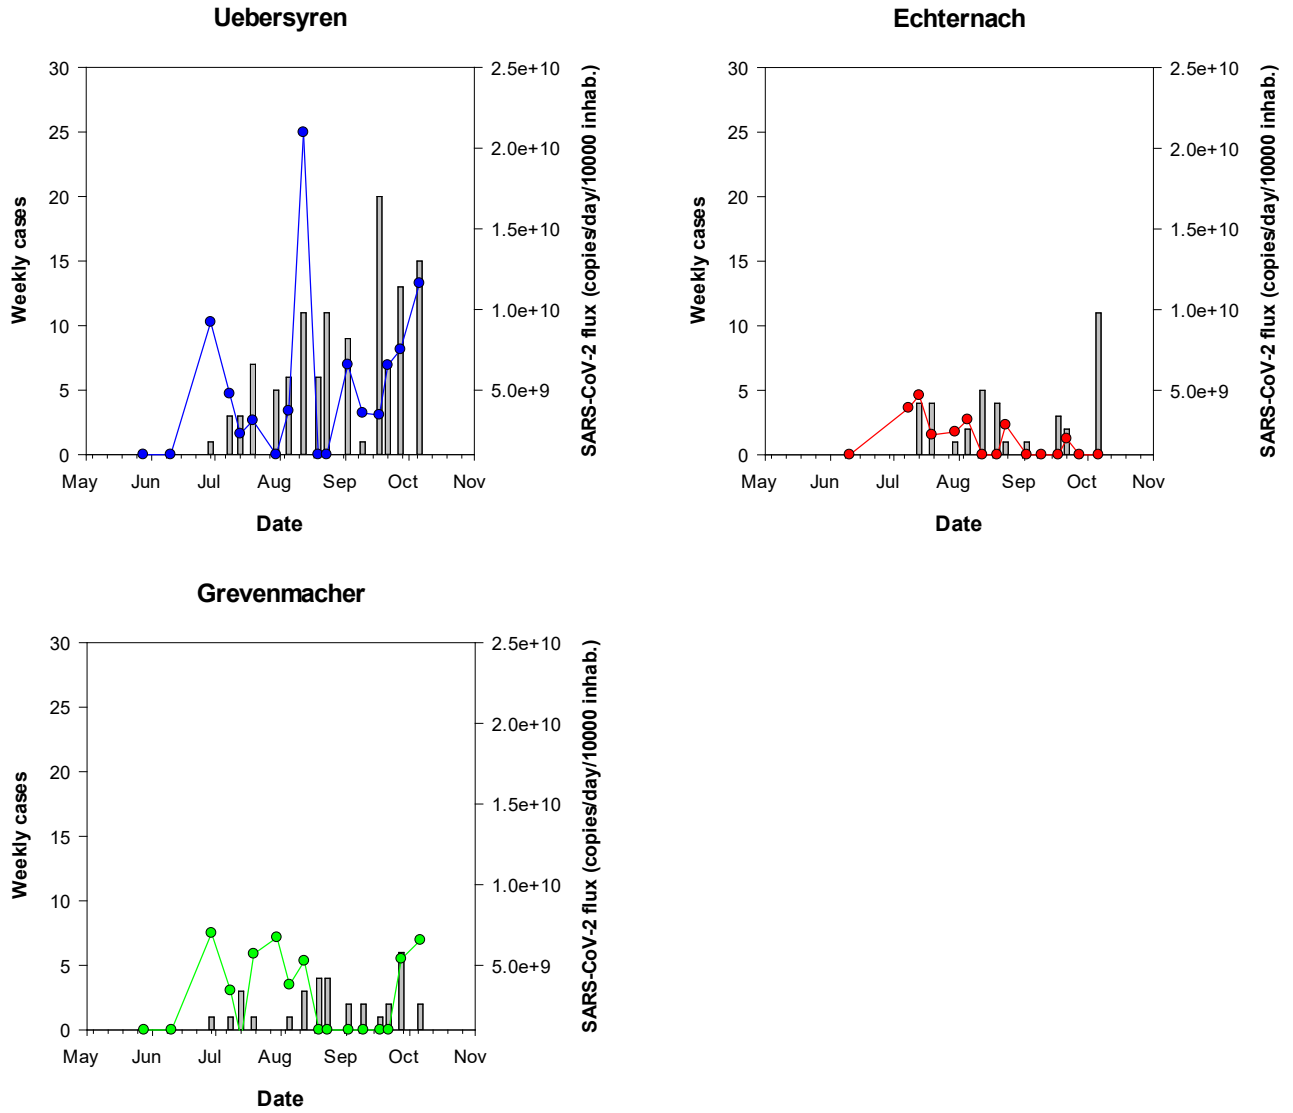 Uebersyren
30
25
20
15
10
5
0
Weekly cases
2.5e+10
2.0e+10
1.5e+10
1.0e+10
5.0e+9
SARS-CoV-2 flux (copies/day/10000 inhab.)
May Jun Jul Aug Sep Oct Nov
Date
Echternach
30
25
20
15
10
5
0
Weekly cases
2.5e+10
2.0e+10
1.5e+10
1.0e+10
5.0e+9
SARS-CoV-2 flux (copies/day/10000 inhab.)
May Jun Jul Aug Sep Oct Nov
Date
Grevenmacher
30
25
20
15
10
5
0
Weekly cases
2.5e+10
2.0e+10
1.5e+10
1.0e+10
5.0e+9
SARS-CoV-2 flux (copies/day/10000 inhab.)
May Jun Jul Aug Sep Oct Nov
Date